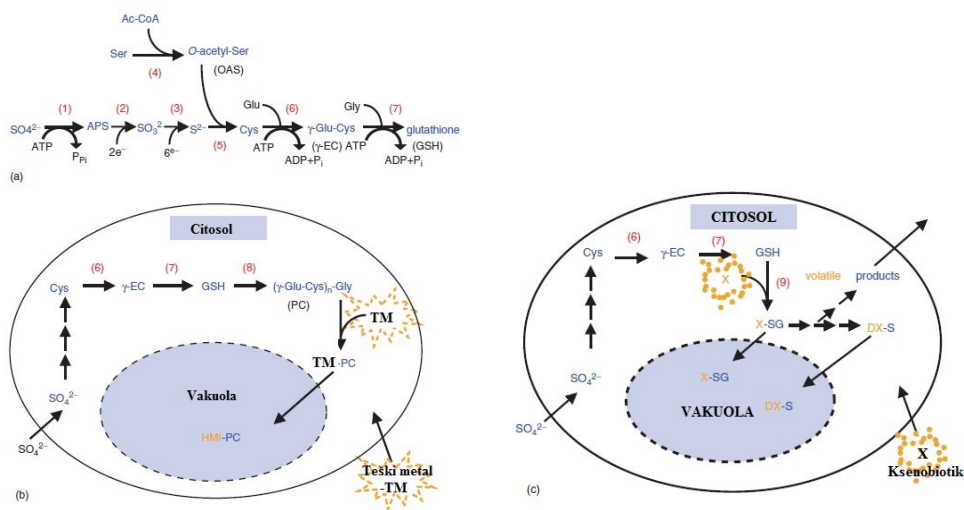 Ac-CoA
Ser
O-acetyl-Ser
(OAS)
(4)
Glu
Gly
(1)
(2)
(3)
(6)
(7)
SO4²⁻
APS
SO₃²
S²⁻
Cys
γ-Glu-Cys
glutathione
(5)
ATP
PPi
2e⁻
6e⁻
ATP
(γ-EC)
ADP+Pi
ATP
(GSH)
ADP+Pi
(a)
Citosol
(6)
(7)
(8)
Cys
γ-EC
GSH
(γ-Glu-Cys)n-Gly
(PC)
TM
TM-PC
Vakuola
SO₄²⁻
HMI-PC
SO₄²⁻
Teški metal
-TM
(b)
CITOSOL
(6)
(7)
Cys
γ-EC
GSH
X
(9)
volatile
products
X-SG
DX-S
SO₄²⁻
X-SG
VAKUOLA
DX-S
SO₄²⁻
X
Ksenobiotik
(c)